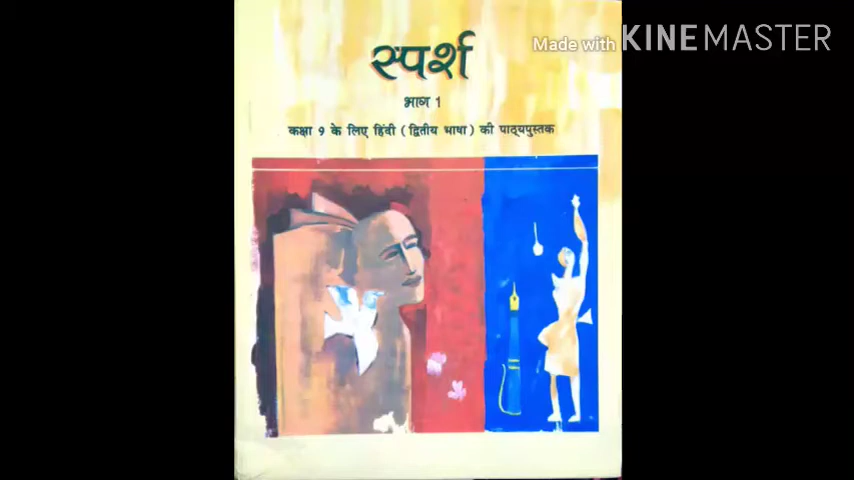 Made with KINEMASTER
स्पर्श
भाग 1
कक्षा 9 के लिए हिंदी ( द्वितीय भाषा ) की पाठ्यपुस्तक